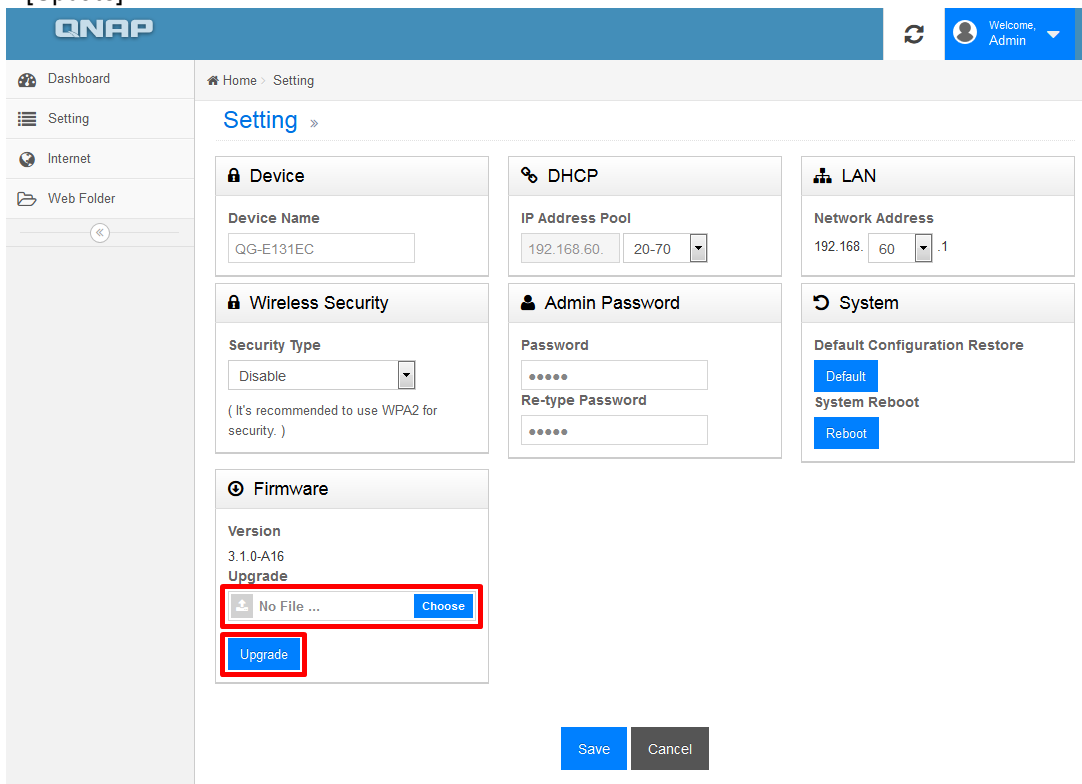 QNAP
Welcome,
Admin
Dashboard
Setting
Internet
Web Folder
Home > Setting
Setting »
Device
Device Name
QG-E131EC
DHCP
IP Address Pool
192.168.60. 20-70
LAN
Network Address
192.168. 60 .1
Wireless Security
Security Type
Disable
( It's recommended to use WPA2 for
security. )
Admin Password
Password
•••••
Re-type Password
•••••
System
Default Configuration Restore
Default
System Reboot
Reboot
Firmware
Version
3.1.0-A16
Upgrade
No File ... Choose
Upgrade
Save Cancel